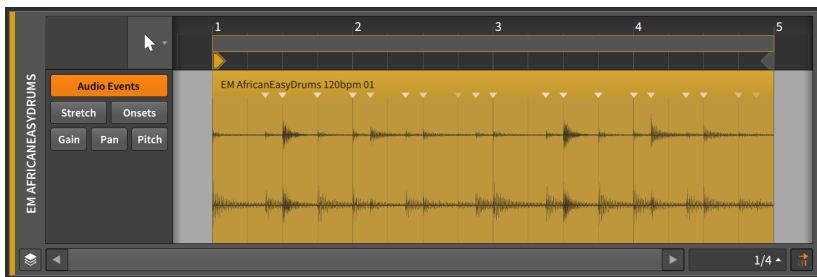 1 2 3 4 5
EM AFRICANEASYDRUMS
Audio Events
EM AfricanEasyDrums 120bpm 01
Stretch Onsets
Gain Pan Pitch
1/4